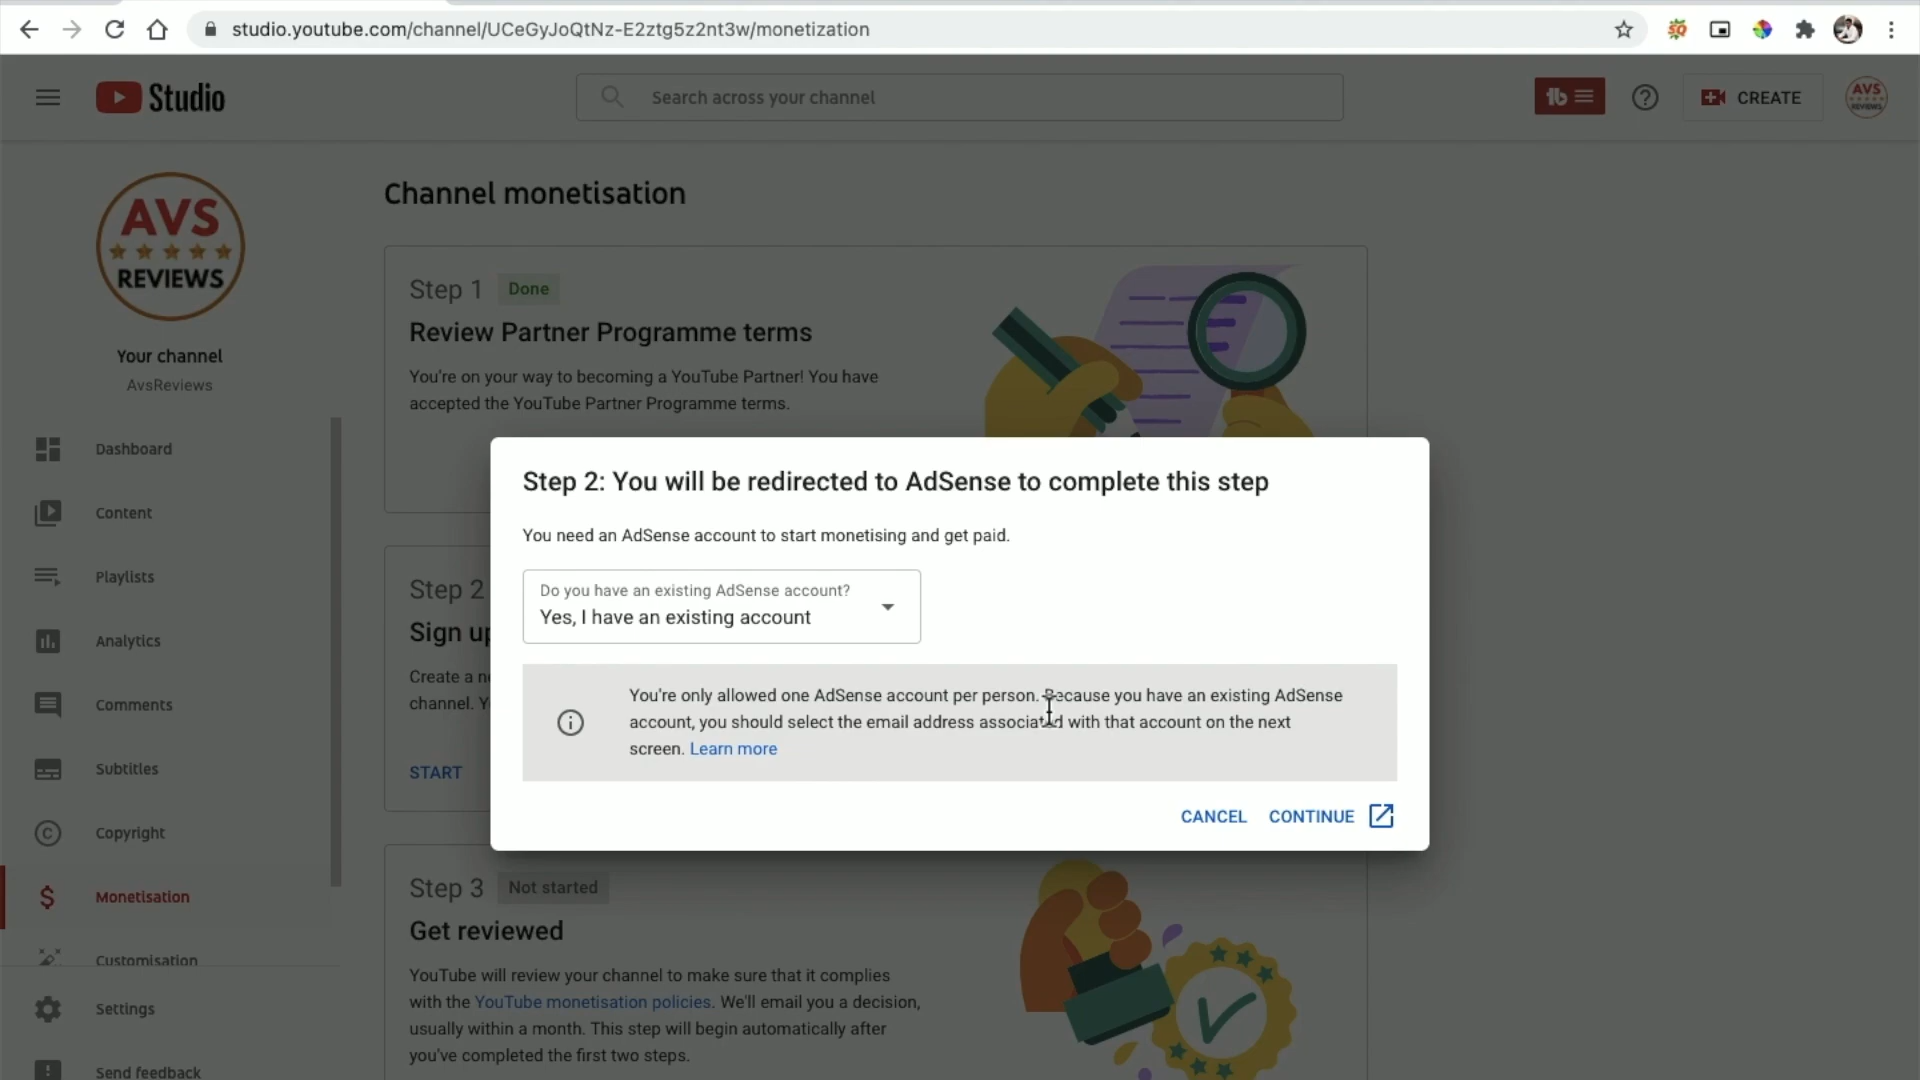 studio.youtube.com/channel/UCeGyJoQtNz-E2ztg5z2nt3w/monetization
Studio
Search across your channel
CREATE
AVS
REVIEWS
AVS
REVIEWS
Your channel
AvsReviews
Dashboard
Content
Playlists
Analytics
Comments
Subtitles
Copyright
Monetisation
Customisation
Settings
Send feedback
Channel monetisation
Step 1 Done
Review Partner Programme terms
You're on your way to becoming a YouTube Partner! You have
accepted the YouTube Partner Programme terms.
Step 2
Sign up
Create a
channel.
START
Step 2: You will be redirected to AdSense to complete this step
You need an AdSense account to start monetising and get paid.
Do you have an existing AdSense account?
Yes, I have an existing account
You're only allowed one AdSense account per person. Because you have an existing AdSense
account, you should select the email address associated with that account on the next
screen. Learn more
CANCEL CONTINUE
Step 3 Not started
Get reviewed
YouTube will review your channel to make sure that it complies
with the YouTube monetisation policies. We'll email you a decision,
usually within a month. This step will begin automatically after
you've completed the first two steps.